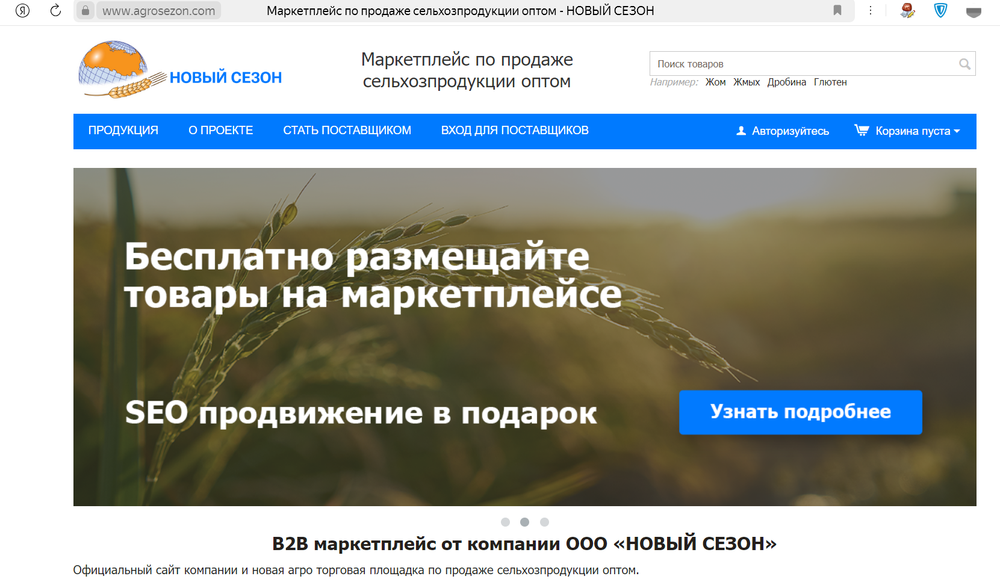 Я www.agrosezon.com Маркетплейс по продаже сельхозпродукции оптом - НОВЫЙ СЕЗОН
НОВЫЙ СЕЗОН
Маркетплейс по продаже
сельхозпродукции оптом
Поиск товаров
Например: Жом Жмых Дробина Глютен
ПРОДУКЦИЯ О ПРОЕКТЕ СТАТЬ ПОСТАВЩИКОМ ВХОД ДЛЯ ПОСТАВЩИКОВ Авторизуйтесь Корзина пуста
Бесплатно размещайте
товары на маркетплейсе
SEO продвижение в подарок
Узнать подробнее
B2B маркетплейс от компании ООО «НОВЫЙ СЕЗОН»
Официальный сайт компании и новая агро торговая площадка по продаже сельхозпродукции оптом.